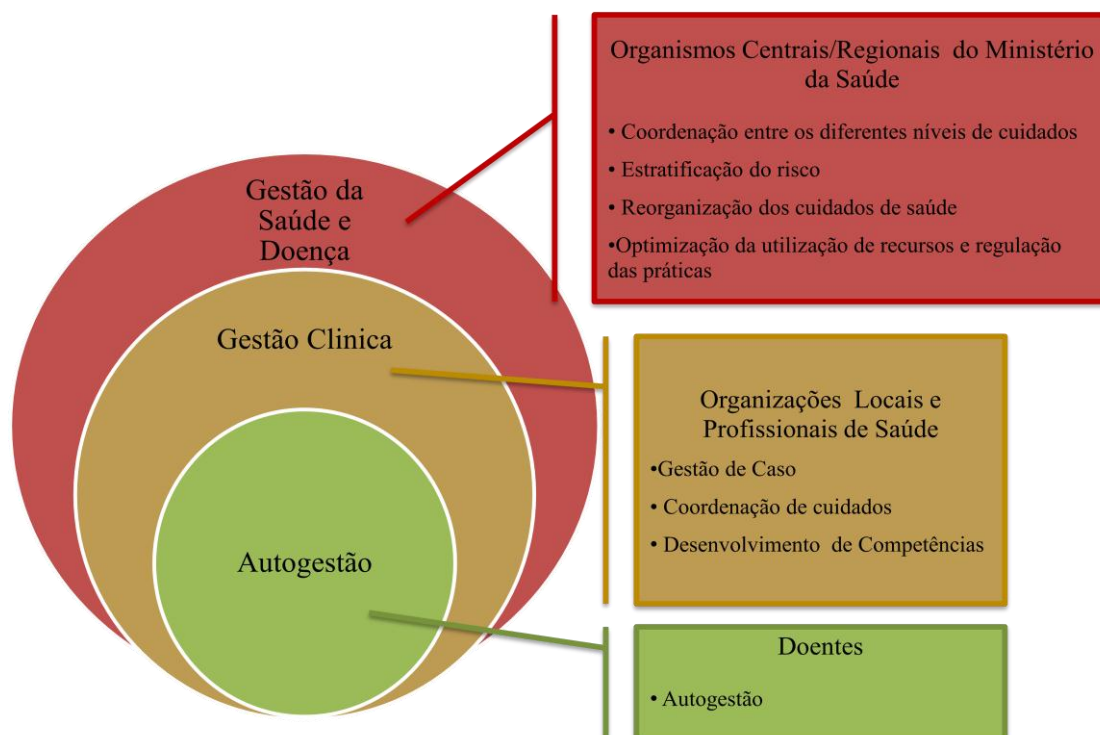 Gestão da
Saúde e
Doença
Gestão Clinica
Autogestão
Organismos Centrais/Regionais do Ministério
da Saúde
• Coordenação entre os diferentes níveis de cuidados
• Estratificação do risco
• Reorganização dos cuidados de saúde
•Optimização da utilização de recursos e regulação
das práticas
Organizações Locais e
Profissionais de Saúde
•Gestão de Caso
• Coordenação de cuidados
• Desenvolvimento de Competências
Doentes
• Autogestão